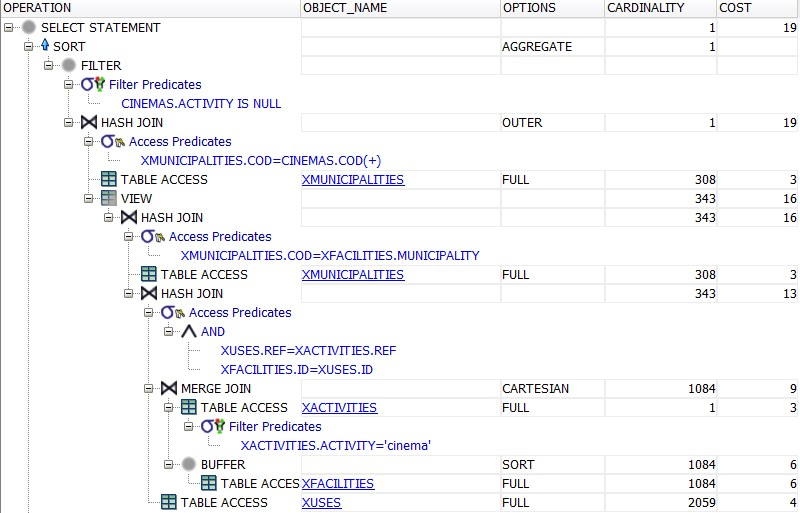 OPERATION OBJECT_NAME OPTIONS CARDINALITY COST
SELECT STATEMENT 1 19
SORT AGGREGATE 1
FILTER
Filter Predicates
CINEMAS.ACTIVITY IS NULL
HASH JOIN OUTER 1 19
Access Predicates
XMUNICIPALITIES.COD=CINEMAS.COD(+)
TABLE ACCESS XMUNICIPALITIES FULL 308 3
VIEW 343 16
HASH JOIN 343 16
Access Predicates
XMUNICIPALITIES.COD=XFACILITIES.MUNICIPALITY
TABLE ACCESS XMUNICIPALITIES FULL 308 3
HASH JOIN 343 13
Access Predicates
AND
XUSES.REF=XACTIVITIES.REF
XFACILITIES.ID=XUSES.ID
MERGE JOIN CARTESIAN 1084 9
TABLE ACCESS XACTIVITIES FULL 1 3
Filter Predicates
XACTIVITIES.ACTIVITY='cinema'
BUFFER SORT 1084 6
TABLE ACCES XFACILITIES FULL 1084 6
TABLE ACCESS XUSES FULL 2059 4